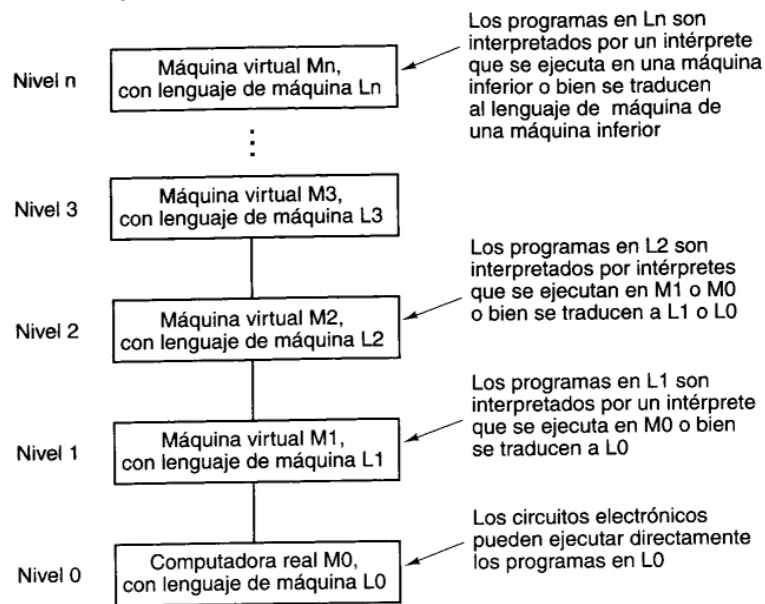 Nivel n
Máquina virtual Mn,
con lenguaje de máquina Ln
Los programas en Ln son
interpretados por un intérprete
que se ejecuta en una máquina
inferior o bien se traducen
al lenguaje de máquina de
una máquina inferior
Nivel 3
Máquina virtual M3,
con lenguaje de máquina L3
Nivel 2
Máquina virtual M2,
con lenguaje de máquina L2
Los programas en L2 son
interpretados por intérpretes
que se ejecutan en M1 o M0
o bien se traducen a L1 o L0
Nivel 1
Máquina virtual M1,
con lenguaje de máquina L1
Los programas en L1 son
interpretados por un intérprete
que se ejecuta en M0 o bien
se traducen a L0
Nivel 0
Computadora real M0,
con lenguaje de máquina L0
Los circuitos electrónicos
pueden ejecutar directamente
los programas en L0